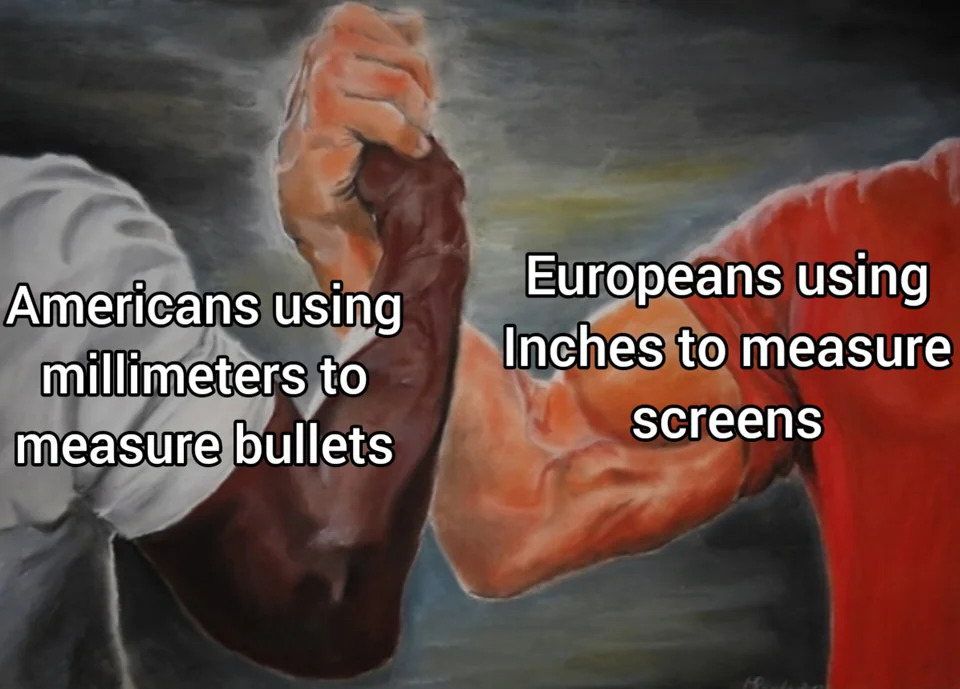 Americans using
millimeters to
measure bullets
Europeans using
Inches to measure
screens